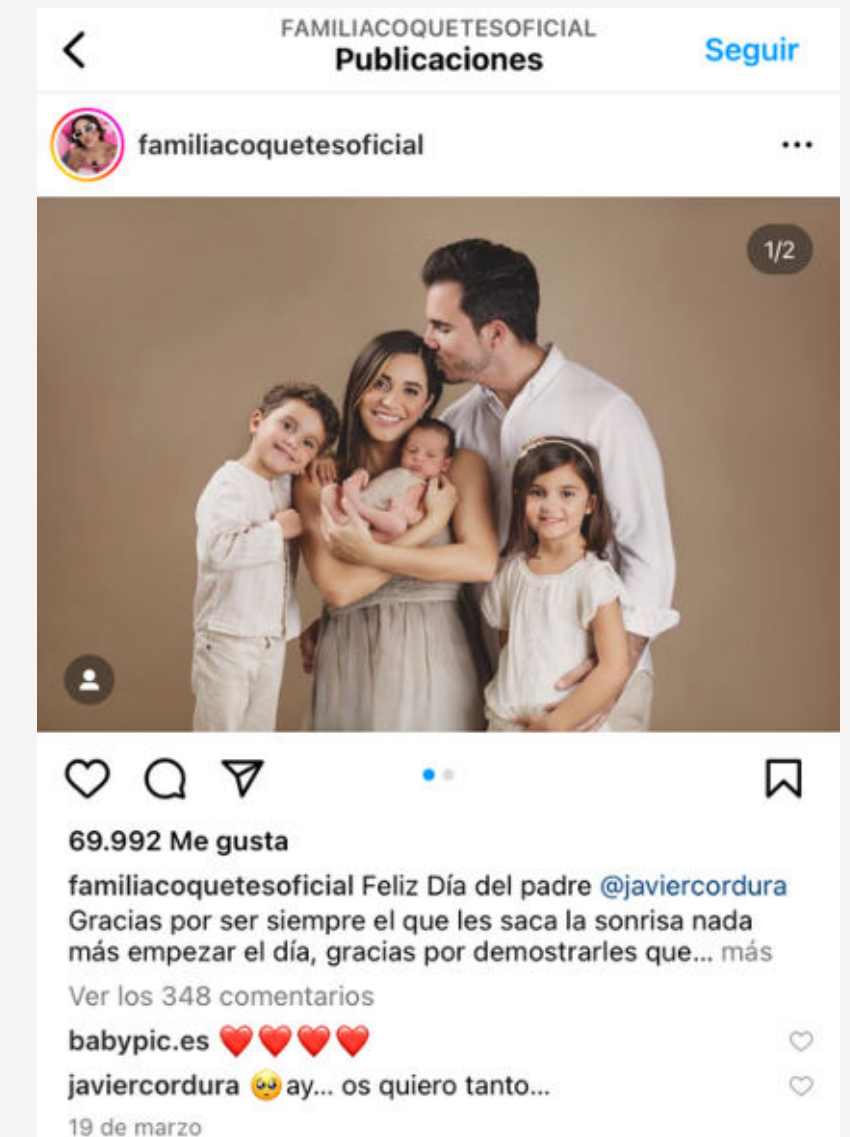 FAMILIACOQUETESOFICIAL
Publicaciones
Seguir
familiacoquetesoficial
1/2
69.992 Me gusta
familiacoquetesoficial Feliz Día del padre @javiercordura
Gracias por ser siempre el que les saca la sonrisa nada
más empezar el día, gracias por demostrarles que... más
Ver los 348 comentarios
babypic.es ❤️❤️❤️❤️
javiercordura 🥺ay... os quiero tanto...
19 de marzo